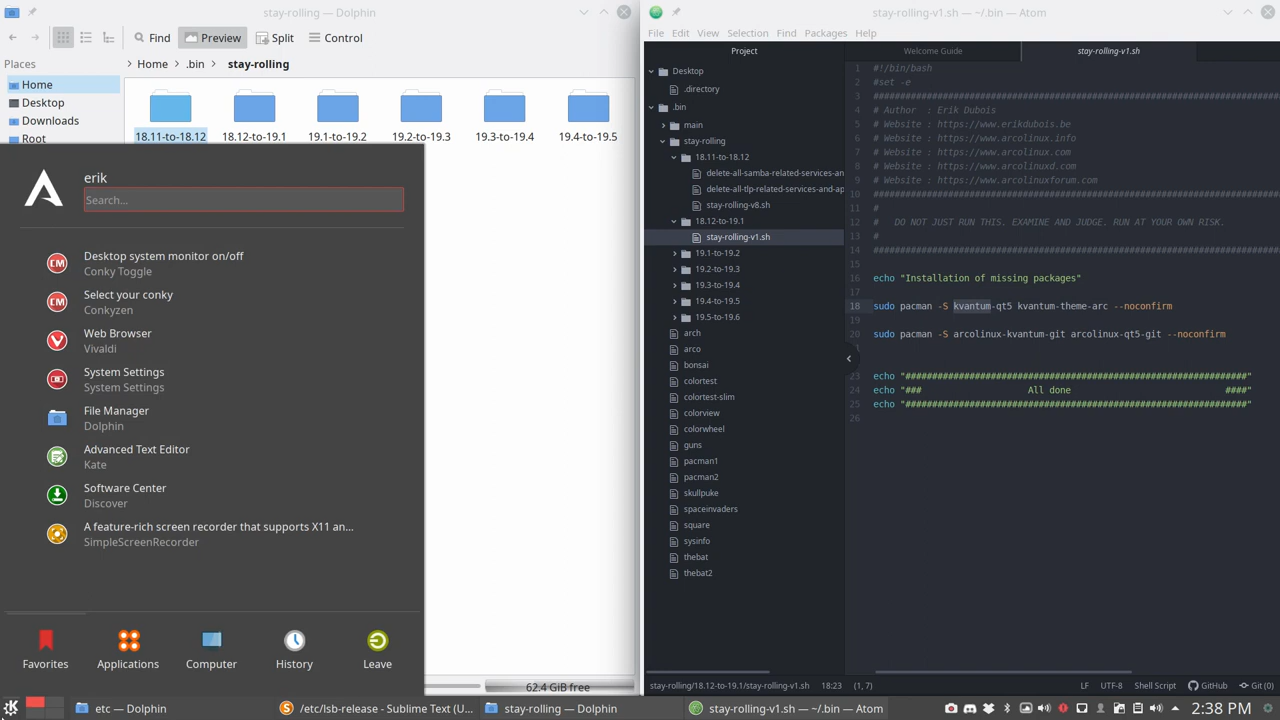 stay-rolling — Dolphin
Find
Preview
Split
Control
Places
Home
.bin
stay-rolling
Home
Desktop
Downloads
Root
18.11-to-18.12
18.12-to-19.1
19.1-to-19.2
19.2-to-19.3
19.3-to-19.4
19.4-to-19.5
erik
Search...
Desktop system monitor on/off
Conky Toggle
Select your conky
Conkyzen
Web Browser
Vivaldi
System Settings
System Settings
File Manager
Dolphin
Advanced Text Editor
Kate
Software Center
Discover
A feature-rich screen recorder that supports X11 an...
SimpleScreenRecorder
Favorites
Applications
Computer
History
Leave
62.4 GiB free
stay-rolling-v1.sh — ~/.bin — Atom
File Edit View Selection Find Packages Help
Project
Welcome Guide
stay-rolling-v1.sh
Desktop
.directory
.bin
main
stay-rolling
18.11-to-18.12
delete-all-samba-related-services-an
delete-all-tlp-related-services-and-ap
stay-rolling-v8.sh
18.12-to-19.1
stay-rolling-v1.sh
19.1-to-19.2
19.2-to-19.3
19.3-to-19.4
19.4-to-19.5
19.5-to-19.6
arch
arco
bonsai
colortest
colortest-slim
colorview
colorwheel
guns
pacman1
pacman2
skullpuke
spaceinvaders
square
sysinfo
thebat
thebat2
1 #!/bin/bash
2 #set -e
3 ##############################################################################
4 # Author : Erik Dubois
5 # Website : https://www.erikdubois.be
6 # Website : https://www.arcolinux.info
7 # Website : https://www.arcolinux.com
8 # Website : https://www.arcolinuxd.com
9 # Website : https://www.arcolinuxforum.com
10 ##############################################################################
11 #
12 # DO NOT JUST RUN THIS. EXAMINE AND JUDGE. RUN AT YOUR OWN RISK.
13 #
14 ##############################################################################
15
16 echo "Installation of missing packages"
17
18 sudo pacman -S kvantum-qt5 kvantum-theme-arc --noconfirm
19
20 sudo pacman -S arcolinux-kvantum-git arcolinux-qt5-git --noconfirm
23 echo "################################################################"
24 echo "### All done ####"
25 echo "################################################################"
26
stay-rolling/18.12-to-19.1/stay-rolling-v1.sh 18:23 (1, 7)
LF UTF-8 Shell Script GitHub Git (0)
etc — Dolphin
/etc/lsb-release - Sublime Text (U...
stay-rolling — Dolphin
stay-rolling-v1.sh — ~/.bin — Atom
2:38 PM